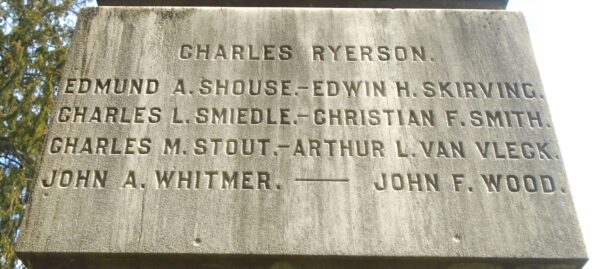 CHARLES RYERSON.
EDMUND A. SHOUSE.-EDWIN H. SKIRVING.
CHARLES L. SMIEDLE.-CHRISTIAN F. SMITH.
CHARLES M. STOUT.-ARTHUR L. VAN VLECK.
JOHN A. WHITMER. — JOHN F. WOOD.